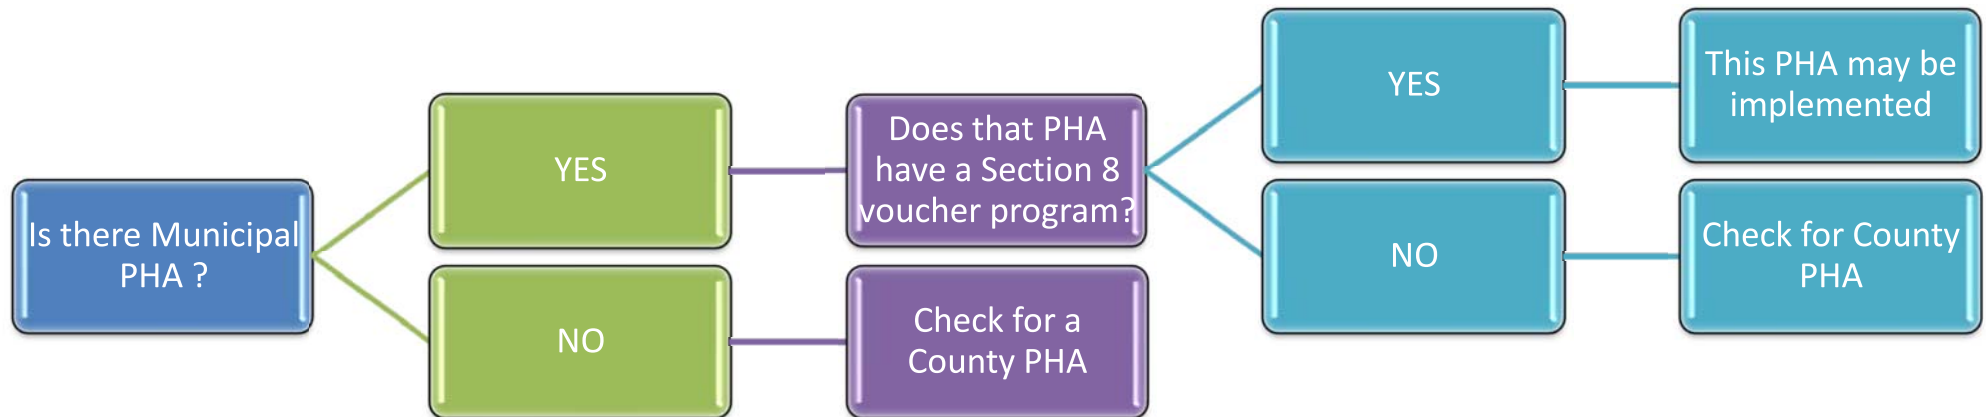 Is there Municipal
PHA ?
YES
NO
Does that PHA
have a Section 8
voucher program?
Check for a
County PHA
YES
NO
This PHA may be
implemented
Check for County
PHA